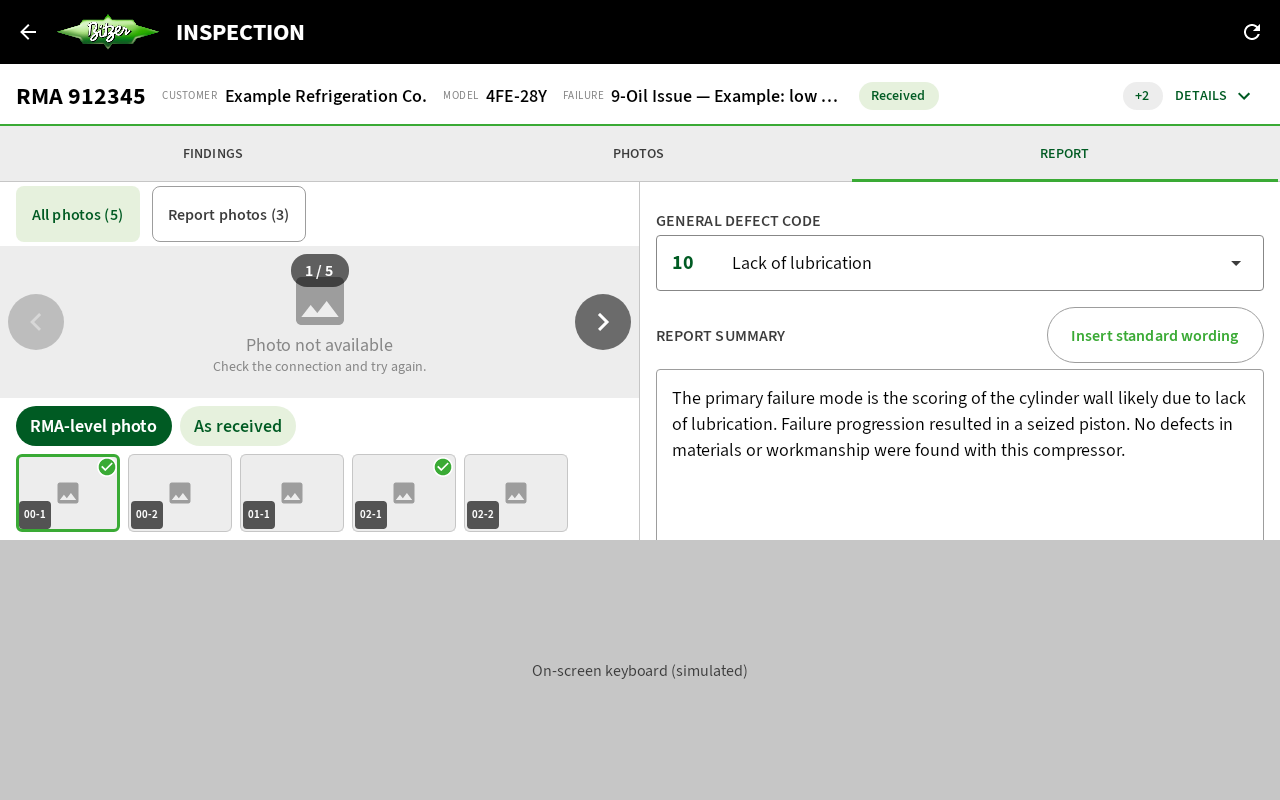 Bitzer
INSPECTION
RMA 912345
CUSTOMER Example Refrigeration Co.
MODEL 4FE-28Y
FAILURE 9-Oil Issue — Example: low …
Received
+2
DETAILS
FINDINGS
PHOTOS
REPORT
All photos (5)
Report photos (3)
1 / 5
Photo not available
Check the connection and try again.
RMA-level photo
As received
00-1
00-2
01-1
02-1
02-2
GENERAL DEFECT CODE
10 Lack of lubrication
REPORT SUMMARY
Insert standard wording
The primary failure mode is the scoring of the cylinder wall likely due to lack
of lubrication. Failure progression resulted in a seized piston. No defects in
materials or workmanship were found with this compressor.
On-screen keyboard (simulated)